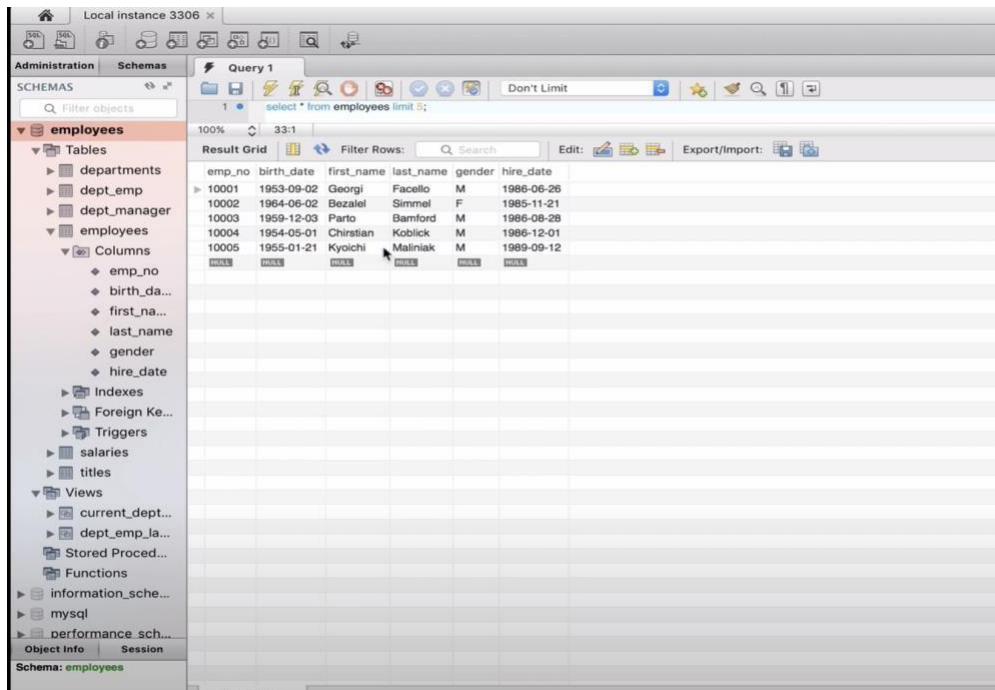 Local instance 3306
Administration Schemas
SCHEMAS
Filter objects
employees
Tables
departments
dept_emp
dept_manager
employees
Columns
emp_no
birth_da...
first_na...
last_name
gender
hire_date
Indexes
Foreign Ke...
Triggers
salaries
titles
Views
current_dept...
dept_emp_la...
Stored Proced...
Functions
information_sche...
mysql
performance_sch...
Object Info Session
Schema: employees
Query 1
Don't Limit
1 select * from employees limit 5;
100% 33:1
Result Grid Filter Rows: Search Edit: Export/Import:
emp_no birth_date first_name last_name gender hire_date
10001 1953-09-02 Georgi Facello M 1986-06-26
10002 1964-06-02 Bezalel Simmel F 1985-11-21
10003 1959-12-03 Parto Bamford M 1986-08-28
10004 1954-05-01 Chirstian Koblick M 1986-12-01
10005 1955-01-21 Kyoichi Maliniak M 1989-09-12
NULL NULL NULL NULL NULL NULL